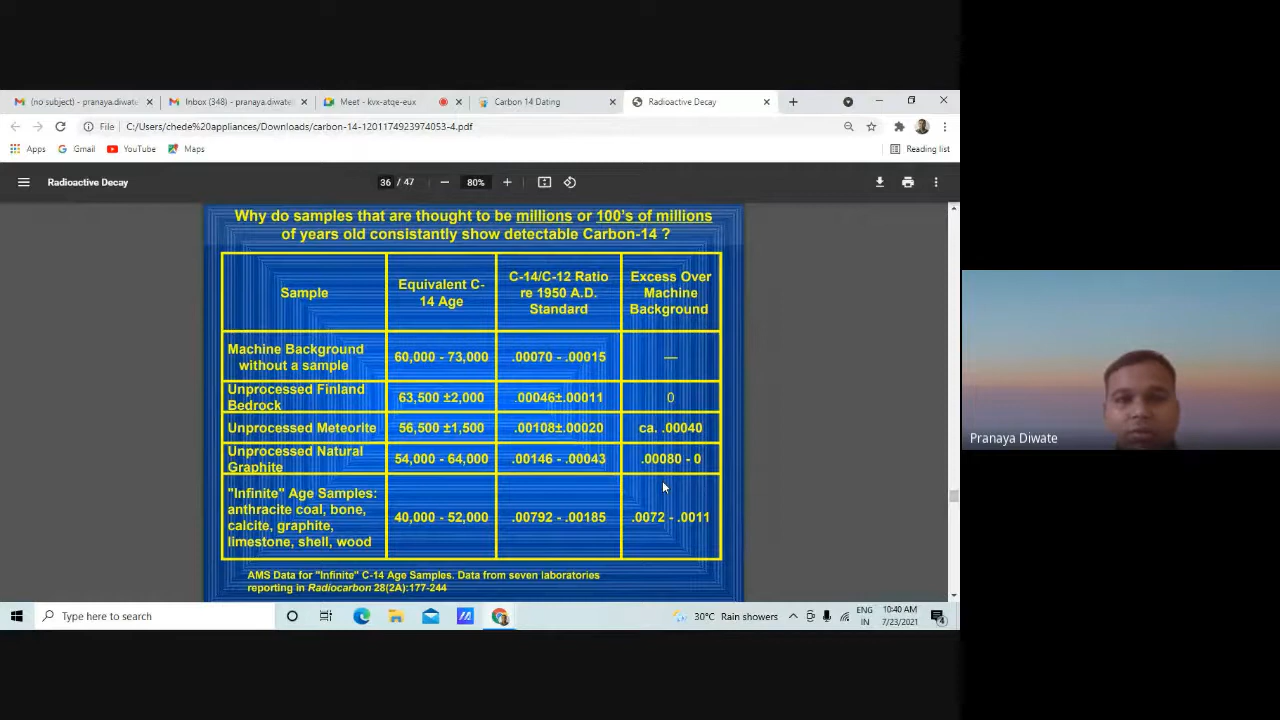 (no subject) - pranaya.diwate
Inbox (348) - pranaya.diwate
Meet - kvx-atqe-eux
Carbon 14 Dating
Radioactive Decay
File
C:/Users/chede%20appliances/Downloads/carbon-14-1201174923974053-4.pdf
Apps
Gmail
YouTube
Maps
Reading list
Radioactive Decay
36 / 47
80%
Why do samples that are thought to be millions or 100's of millions
of years old consistantly show detectable Carbon-14 ?
Sample
Equivalent C-
14 Age
C-14/C-12 Ratio
re 1950 A.D.
Standard
Excess Over
Machine
Background
Machine Background
without a sample
60,000 - 73,000
.00070 - .00015
—
Unprocessed Finland
Bedrock
63,500 ±2,000
.00046±.00011
0
Unprocessed Meteorite
56,500 ±1,500
.00108±.00020
ca. .00040
Unprocessed Natural
Graphite
54,000 - 64,000
.00146 - .00043
.00080 - 0
"Infinite" Age Samples:
anthracite coal, bone,
calcite, graphite,
limestone, shell, wood
40,000 - 52,000
.00792 - .00185
.0072 - .0011
AMS Data for "Infinite" C-14 Age Samples. Data from seven laboratories
reporting in Radiocarbon 28(2A):177-244
Pranaya Diwate
Type here to search
30°C Rain showers
ENG
IN
10:40 AM
7/23/2021
4